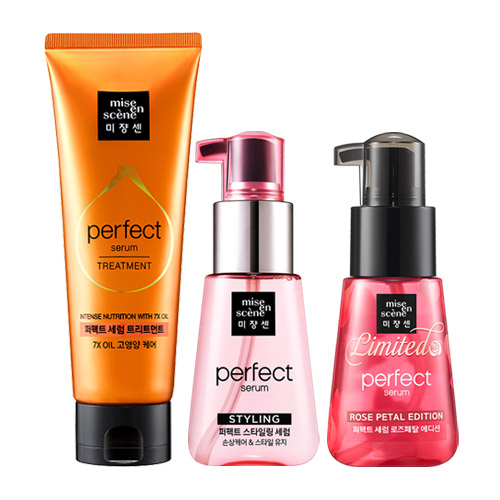 mise
en
scène
미쟝센
perfect
serum
TREATMENT
INTENSE NUTRITION WITH 7X OIL
퍼펙트 세럼 트리트먼트
7X OIL 고영양 케어
mise
en
scène
미쟝센
perfect
serum
STYLING
퍼펙트 스타일링 세럼
손상케어 & 스타일 유지
mise
en
scène
미쟝센
Limited
perfect
serum
ROSE PETAL EDITION
퍼펙트 세럼 로즈페탈 에디션